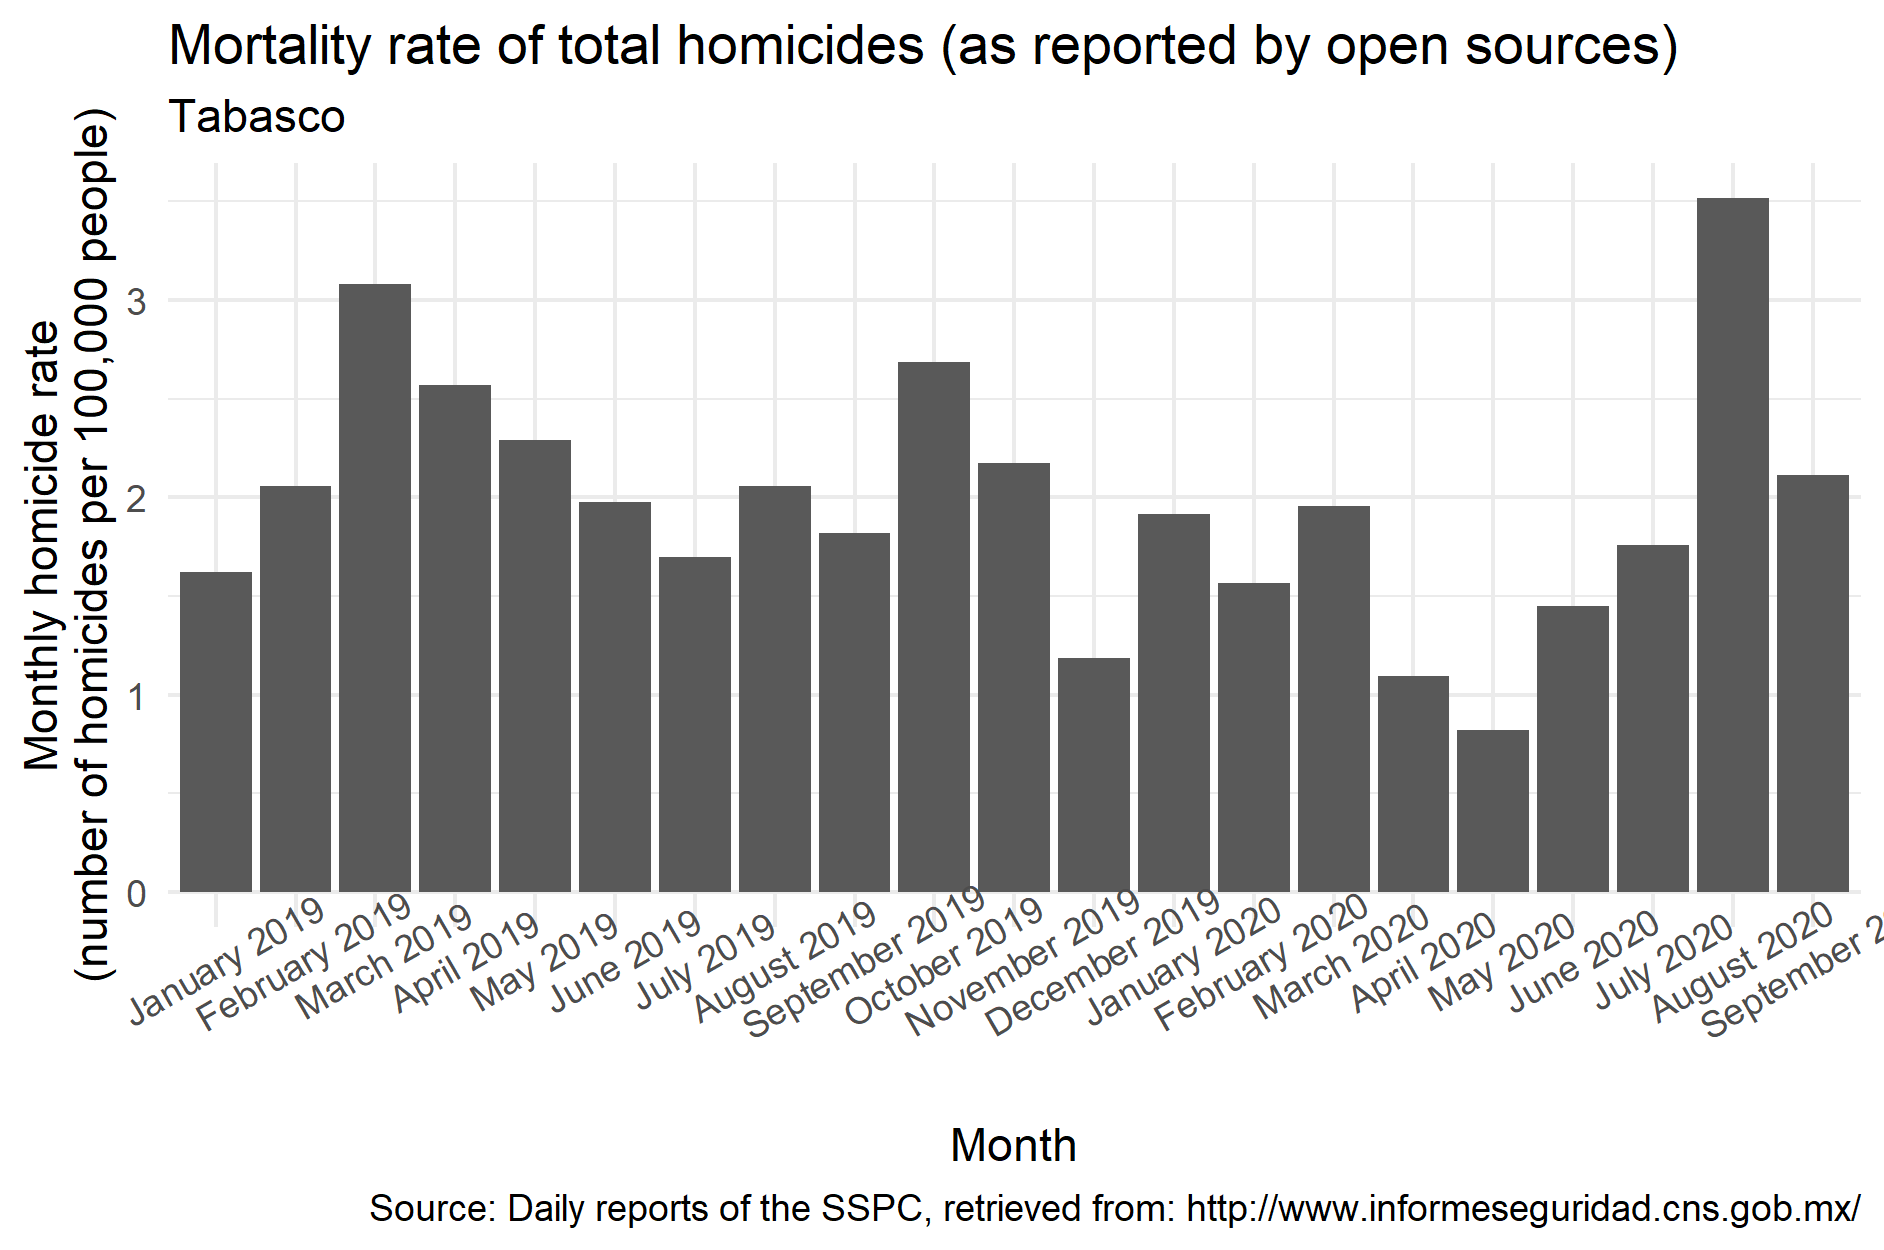 Mortality rate of total homicides (as reported by open sources)
Tabasco
Monthly homicide rate
(number of homicides per 100,000 people)
3
2
1
0
January 2019
February 2019
March 2019
April 2019
May 2019
June 2019
July 2019
August 2019
September 2019
October 2019
November 2019
December 2019
January 2020
February 2020
March 2020
April 2020
May 2020
June 2020
July 2020
August 2020
September 2
Month
Source: Daily reports of the SSPC, retrieved from: http://www.informeseguridad.cns.gob.mx/